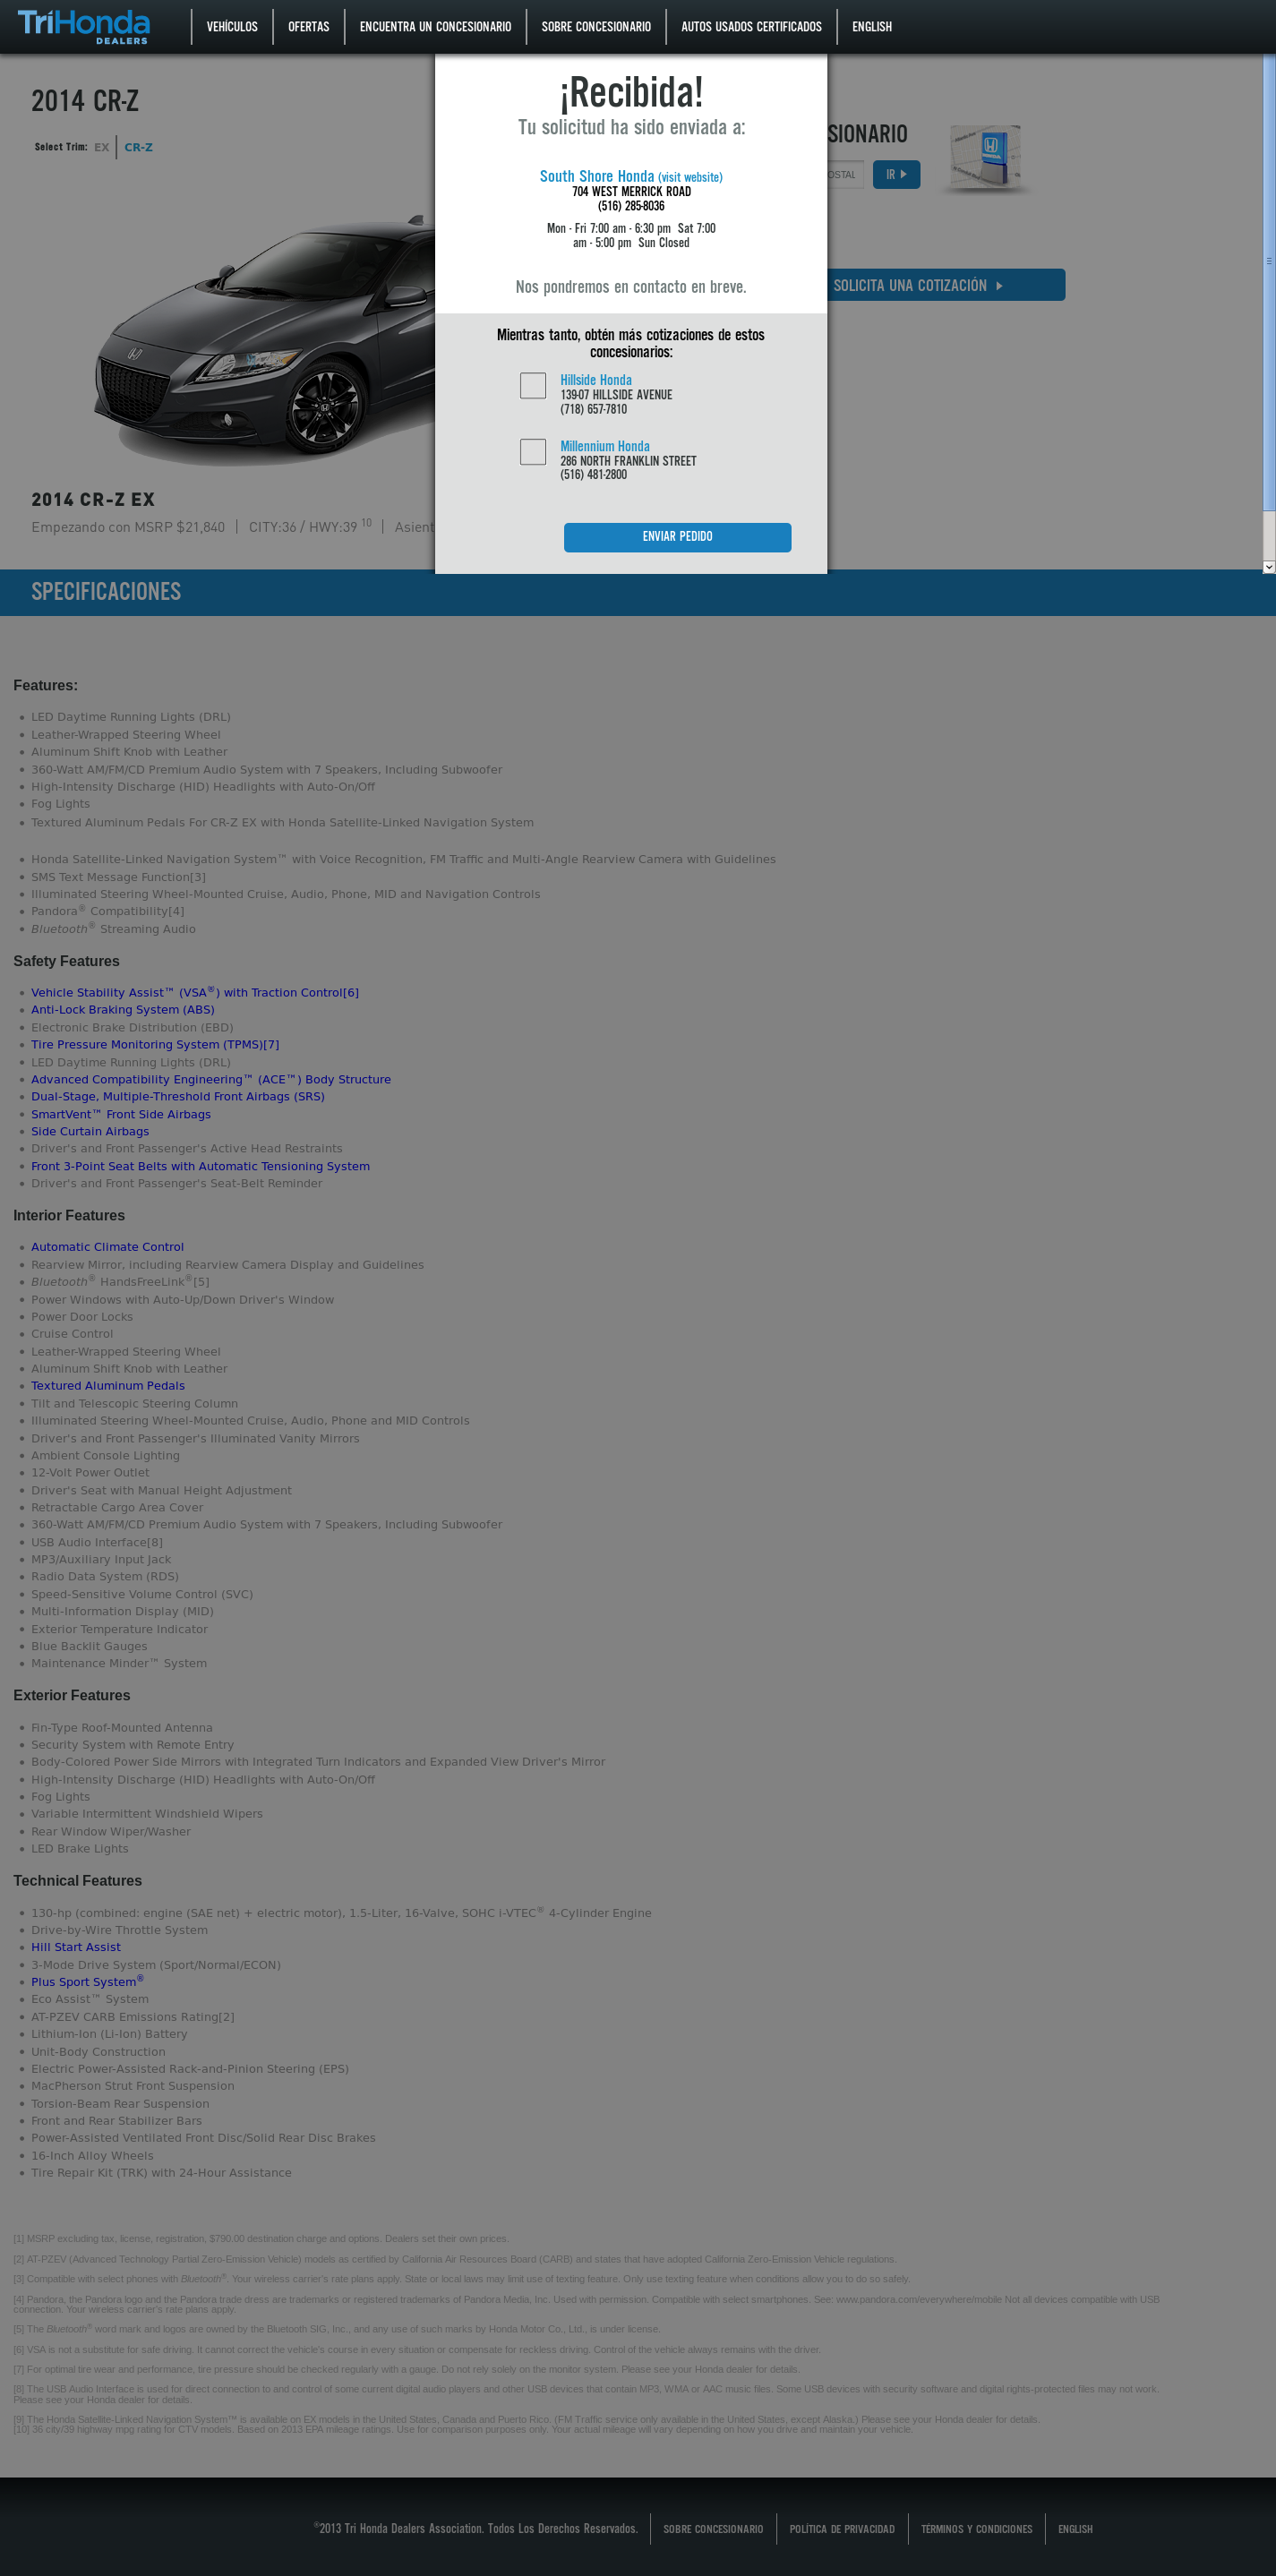 TriHonda
DEALERS
VEHÍCULOS
OFERTAS
ENCUENTRA UN CONCESIONARIO
SOBRE CONCESIONARIO
AUTOS USADOS CERTIFICADOS
ENGLISH
2014 CR-Z
Select Trim: EX CR-Z
SIONARIO
OSTAL
IR
SOLICITA UNA COTIZACIÓN
¡Recibida!
Tu solicitud ha sido enviada a:
South Shore Honda (visit website)
704 WEST MERRICK ROAD
(516) 285-8036
Mon - Fri 7:00 am - 6:30 pm Sat 7:00
am - 5:00 pm Sun Closed
Nos pondremos en contacto en breve.
Mientras tanto, obtén más cotizaciones de estos
concesionarios:
Hillside Honda
139-07 HILLSIDE AVENUE
(718) 657-7810
Millennium Honda
286 NORTH FRANKLIN STREET
(516) 481-2800
ENVIAR PEDIDO
2014 CR-Z EX
Empezando con MSRP $21,840 CITY:36 / HWY:39 10 Asient
SPECIFICACIONES
Features:
LED Daytime Running Lights (DRL)
Leather-Wrapped Steering Wheel
Aluminum Shift Knob with Leather
360-Watt AM/FM/CD Premium Audio System with 7 Speakers, Including Subwoofer
High-Intensity Discharge (HID) Headlights with Auto-On/Off
Fog Lights
Textured Aluminum Pedals For CR-Z EX with Honda Satellite-Linked Navigation System
Honda Satellite-Linked Navigation System™ with Voice Recognition, FM Traffic and Multi-Angle Rearview Camera with Guidelines
SMS Text Message Function[3]
Illuminated Steering Wheel-Mounted Cruise, Audio, Phone, MID and Navigation Controls
Pandora® Compatibility[4]
Bluetooth® Streaming Audio
Safety Features
Vehicle Stability Assist™ (VSA®) with Traction Control[6]
Anti-Lock Braking System (ABS)
Electronic Brake Distribution (EBD)
Tire Pressure Monitoring System (TPMS)[7]
LED Daytime Running Lights (DRL)
Advanced Compatibility Engineering™ (ACE™) Body Structure
Dual-Stage, Multiple-Threshold Front Airbags (SRS)
SmartVent™ Front Side Airbags
Side Curtain Airbags
Driver's and Front Passenger's Active Head Restraints
Front 3-Point Seat Belts with Automatic Tensioning System
Driver's and Front Passenger's Seat-Belt Reminder
Interior Features
Automatic Climate Control
Rearview Mirror, including Rearview Camera Display and Guidelines
Bluetooth® HandsFreeLink®[5]
Power Windows with Auto-Up/Down Driver's Window
Power Door Locks
Cruise Control
Leather-Wrapped Steering Wheel
Aluminum Shift Knob with Leather
Textured Aluminum Pedals
Tilt and Telescopic Steering Column
Illuminated Steering Wheel-Mounted Cruise, Audio, Phone and MID Controls
Driver's and Front Passenger's Illuminated Vanity Mirrors
Ambient Console Lighting
12-Volt Power Outlet
Driver's Seat with Manual Height Adjustment
Retractable Cargo Area Cover
360-Watt AM/FM/CD Premium Audio System with 7 Speakers, Including Subwoofer
USB Audio Interface[8]
MP3/Auxiliary Input Jack
Radio Data System (RDS)
Speed-Sensitive Volume Control (SVC)
Multi-Information Display (MID)
Exterior Temperature Indicator
Blue Backlit Gauges
Maintenance Minder™ System
Exterior Features
Fin-Type Roof-Mounted Antenna
Security System with Remote Entry
Body-Colored Power Side Mirrors with Integrated Turn Indicators and Expanded View Driver's Mirror
High-Intensity Discharge (HID) Headlights with Auto-On/Off
Fog Lights
Variable Intermittent Windshield Wipers
Rear Window Wiper/Washer
LED Brake Lights
Technical Features
130-hp (combined: engine (SAE net) + electric motor), 1.5-Liter, 16-Valve, SOHC i-VTEC® 4-Cylinder Engine
Drive-by-Wire Throttle System
Hill Start Assist
3-Mode Drive System (Sport/Normal/ECON)
Plus Sport System®
Eco Assist™ System
AT-PZEV CARB Emissions Rating[2]
Lithium-Ion (Li-Ion) Battery
Unit-Body Construction
Electric Power-Assisted Rack-and-Pinion Steering (EPS)
MacPherson Strut Front Suspension
Torsion-Beam Rear Suspension
Front and Rear Stabilizer Bars
Power-Assisted Ventilated Front Disc/Solid Rear Disc Brakes
16-Inch Alloy Wheels
Tire Repair Kit (TRK) with 24-Hour Assistance
[1] MSRP excluding tax, license, registration, $790.00 destination charge and options. Dealers set their own prices.
[2] AT-PZEV (Advanced Technology Partial Zero-Emission Vehicle) models as certified by California Air Resources Board (CARB) and states that have adopted California Zero-Emission Vehicle regulations.
[3] Compatible with select phones with Bluetooth®. Your wireless carrier's rate plans apply. State or local laws may limit use of texting feature. Only use texting feature when conditions allow you to do so safely.
[4] Pandora, the Pandora logo and the Pandora trade dress are trademarks or registered trademarks of Pandora Media, Inc. Used with permission. Compatible with select smartphones. See: www.pandora.com/everywhere/mobile Not all devices compatible with USB
connection. Your wireless carrier's rate plans apply.
[5] The Bluetooth® word mark and logos are owned by the Bluetooth SIG, Inc., and any use of such marks by Honda Motor Co., Ltd., is under license.
[6] VSA is not a substitute for safe driving. It cannot correct the vehicle's course in every situation or compensate for reckless driving. Control of the vehicle always remains with the driver.
[7] For optimal tire wear and performance, tire pressure should be checked regularly with a gauge. Do not rely solely on the monitor system. Please see your Honda dealer for details.
[8] The USB Audio Interface is used for direct connection to and control of some current digital audio players and other USB devices that contain MP3, WMA or AAC music files. Some USB devices with security software and digital rights-protected files may not work.
Please see your Honda dealer for details.
[9] The Honda Satellite-Linked Navigation System™ is available on EX models in the United States, Canada and Puerto Rico. (FM Traffic service only available in the United States, except Alaska.) Please see your Honda dealer for details.
[10] 36 city/39 highway mpg rating for CTV models. Based on 2013 EPA mileage ratings. Use for comparison purposes only. Your actual mileage will vary depending on how you drive and maintain your vehicle.
©2013 Tri Honda Dealers Association. Todos Los Derechos Reservados.
SOBRE CONCESIONARIO
POLÍTICA DE PRIVACIDAD
TÉRMINOS Y CONDICIONES
ENGLISH